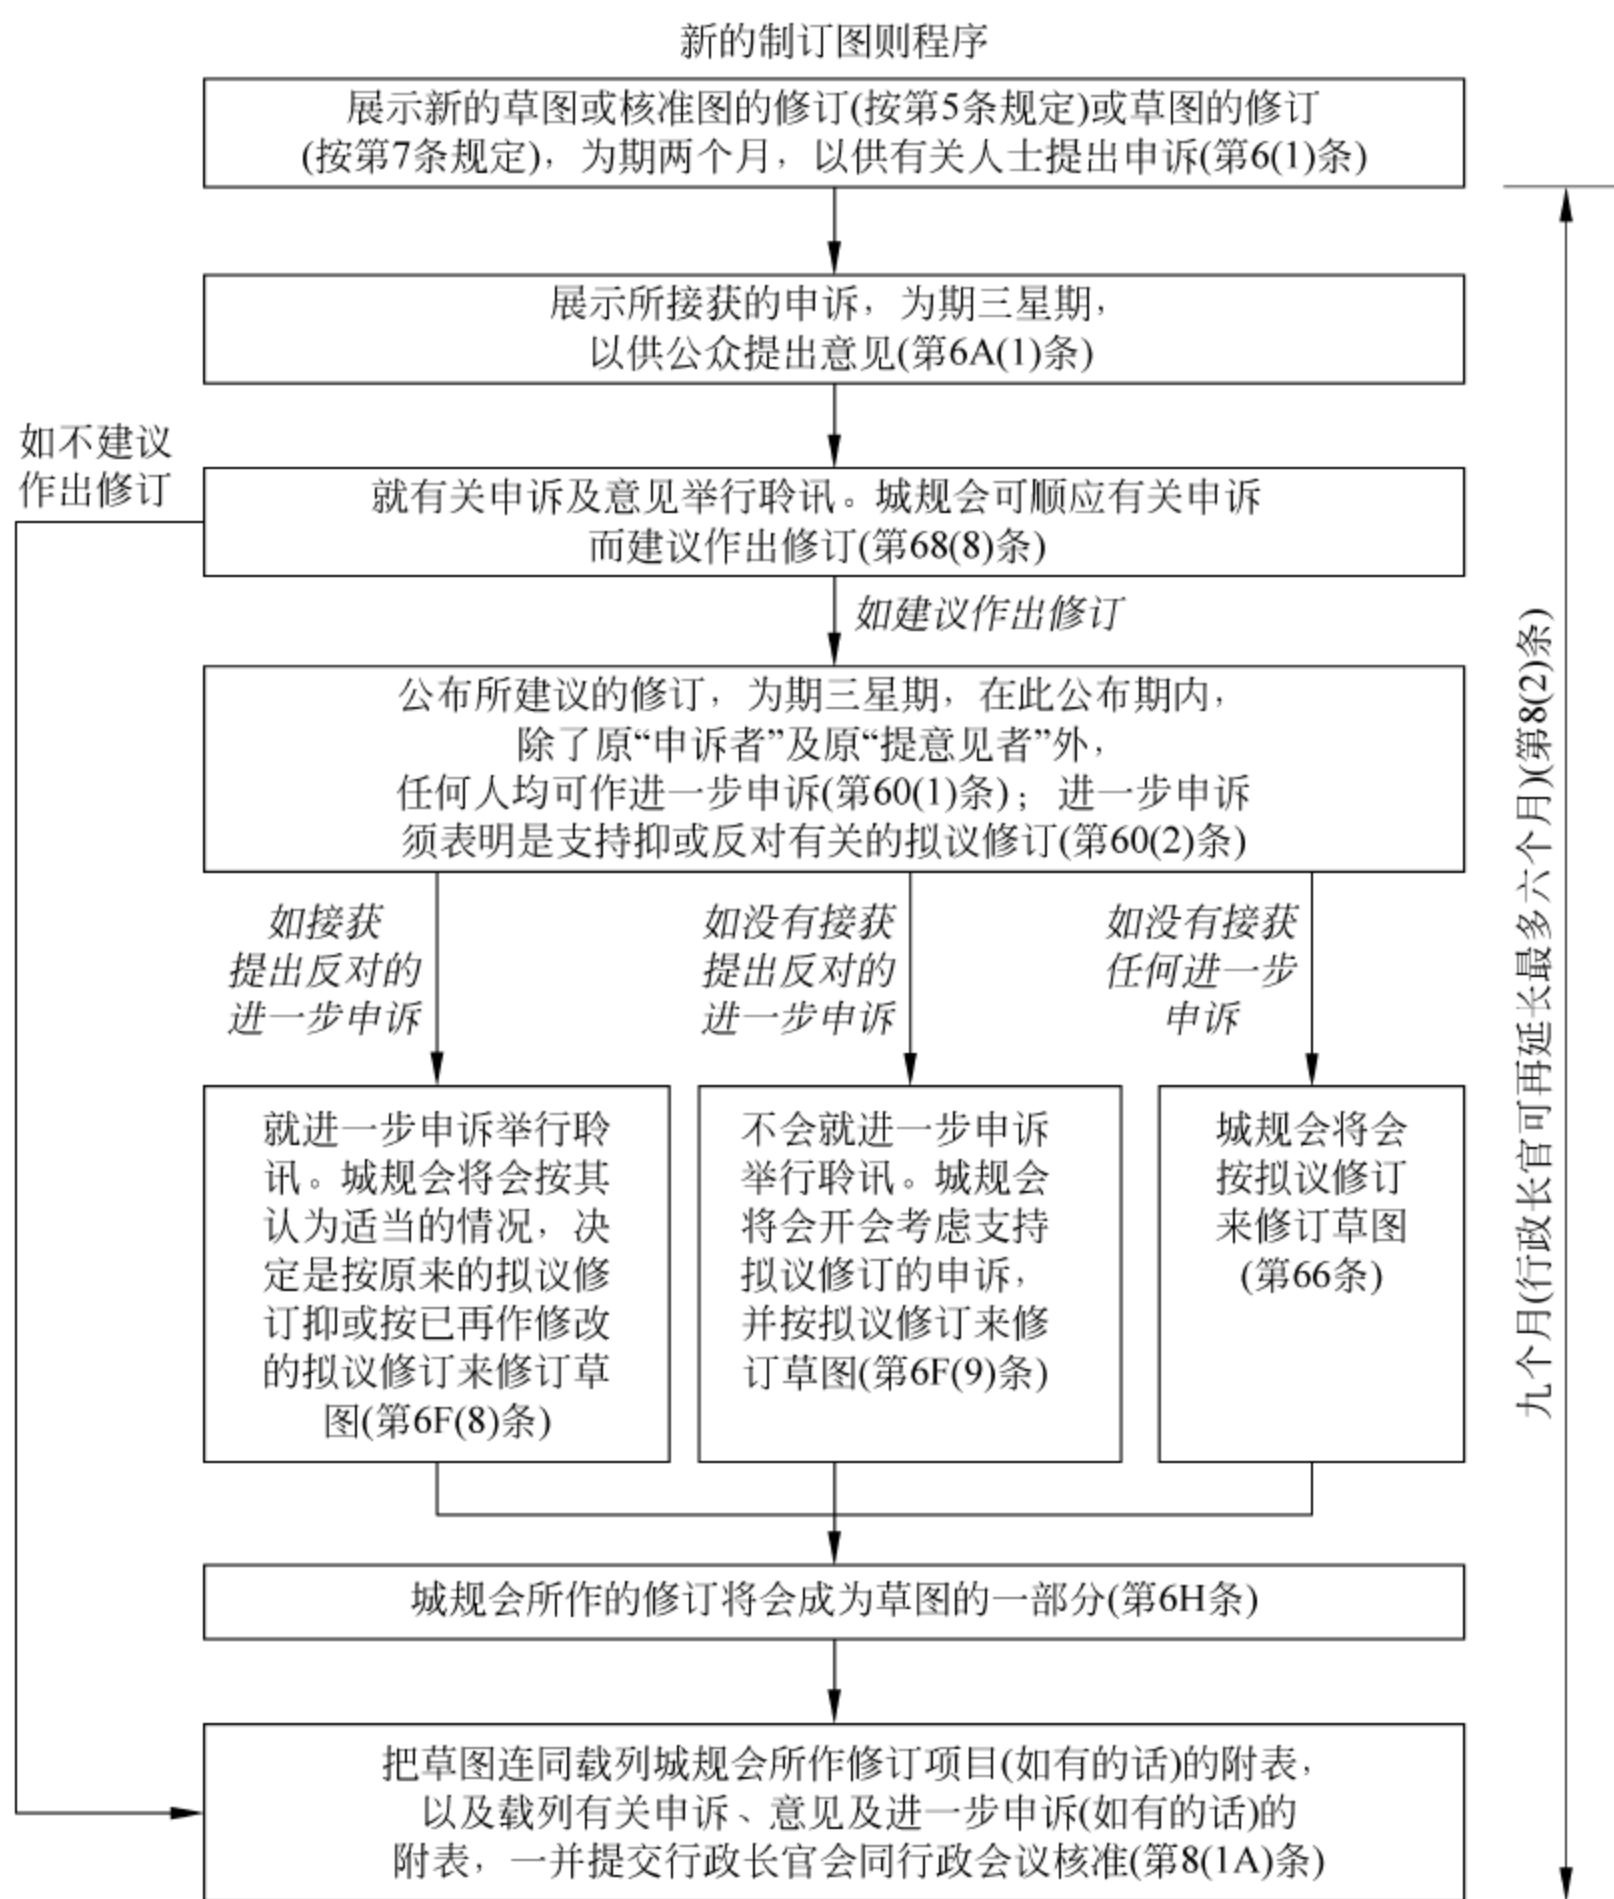 新的制订图则程序
展示新的草图或核准图的修订(按第5条规定)或草图的修订
(按第7条规定)，为期两个月，以供有关人士提出申诉(第6(1)条)
展示所接获的申诉，为期三星期，
以供公众提出意见(第6A(1)条)
如不建议
作出修订
就有关申诉及意见举行聆讯。城规会可顺应有关申诉
而建议作出修订(第68(8)条)
如建议作出修订
公布所建议的修订，为期三星期，在此公布期内，
除了原“申诉者”及原“提意见者”外，
任何人均可作进一步申诉(第60(1)条)；进一步申诉
须表明是支持抑或反对有关的拟议修订(第60(2)条)
如接获
提出反对的
进一步申诉
如没有接获
提出反对的
进一步申诉
如没有接获
任何进一步
申诉
就进一步申诉举行聆
讯。城规会将会按其
认为适当的情况，决
定是按原来的拟议修
订抑或按已再作修改
的拟议修订来修订草
图(第6F(8)条)
不会就进一步申诉
举行聆讯。城规会
将会开会考虑支持
拟议修订的申诉，
并按拟议修订来修
订草图(第6F(9)条)
城规会将会
按拟议修订
来修订草图
(第66条)
城规会所作的修订将会成为草图的一部分(第6H条)
把草图连同载列城规会所作修订项目(如有的话)的附表，
以及载列有关申诉、意见及进一步申诉(如有的话)的
附表，一并提交行政长官会同行政会议核准(第8(1A)条)
九个月(行政长官可再延长最多六个月)(第8(2)条)